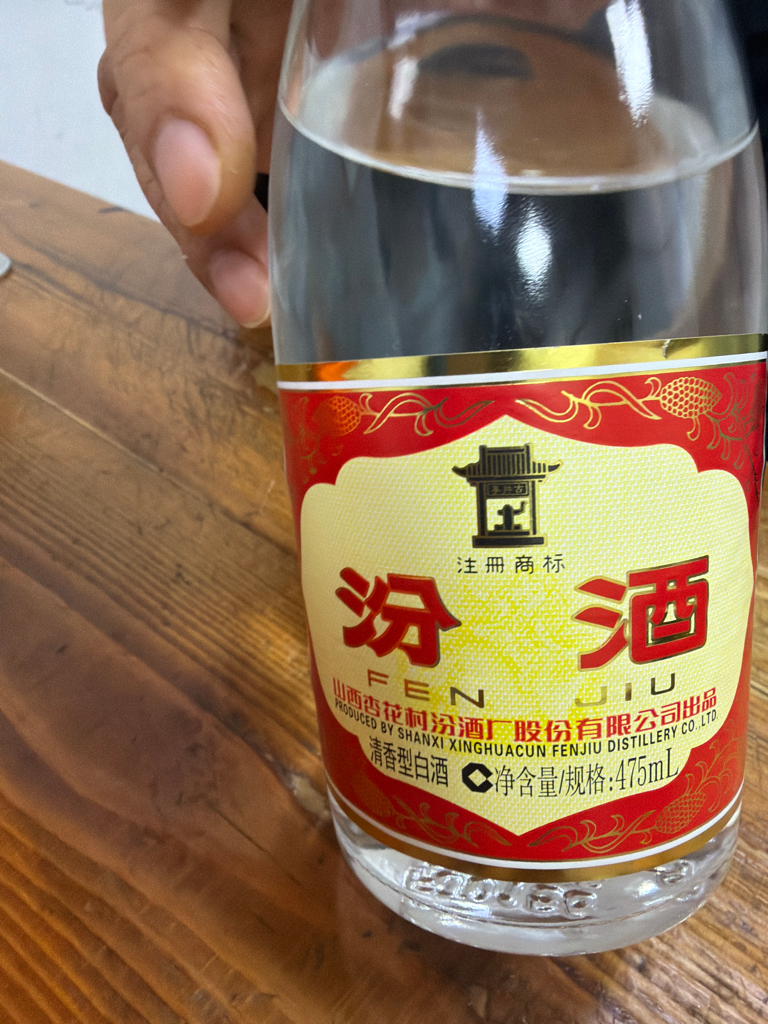 注冊商标
汾酒
FEN JIU
山西杏花村汾酒厂股份有限公司出品
PRODUCED BY SHANXI XINGHUACUN FENJIU DISTILLERY CO.,LTD.
清香型白酒 净含量/规格:475mL